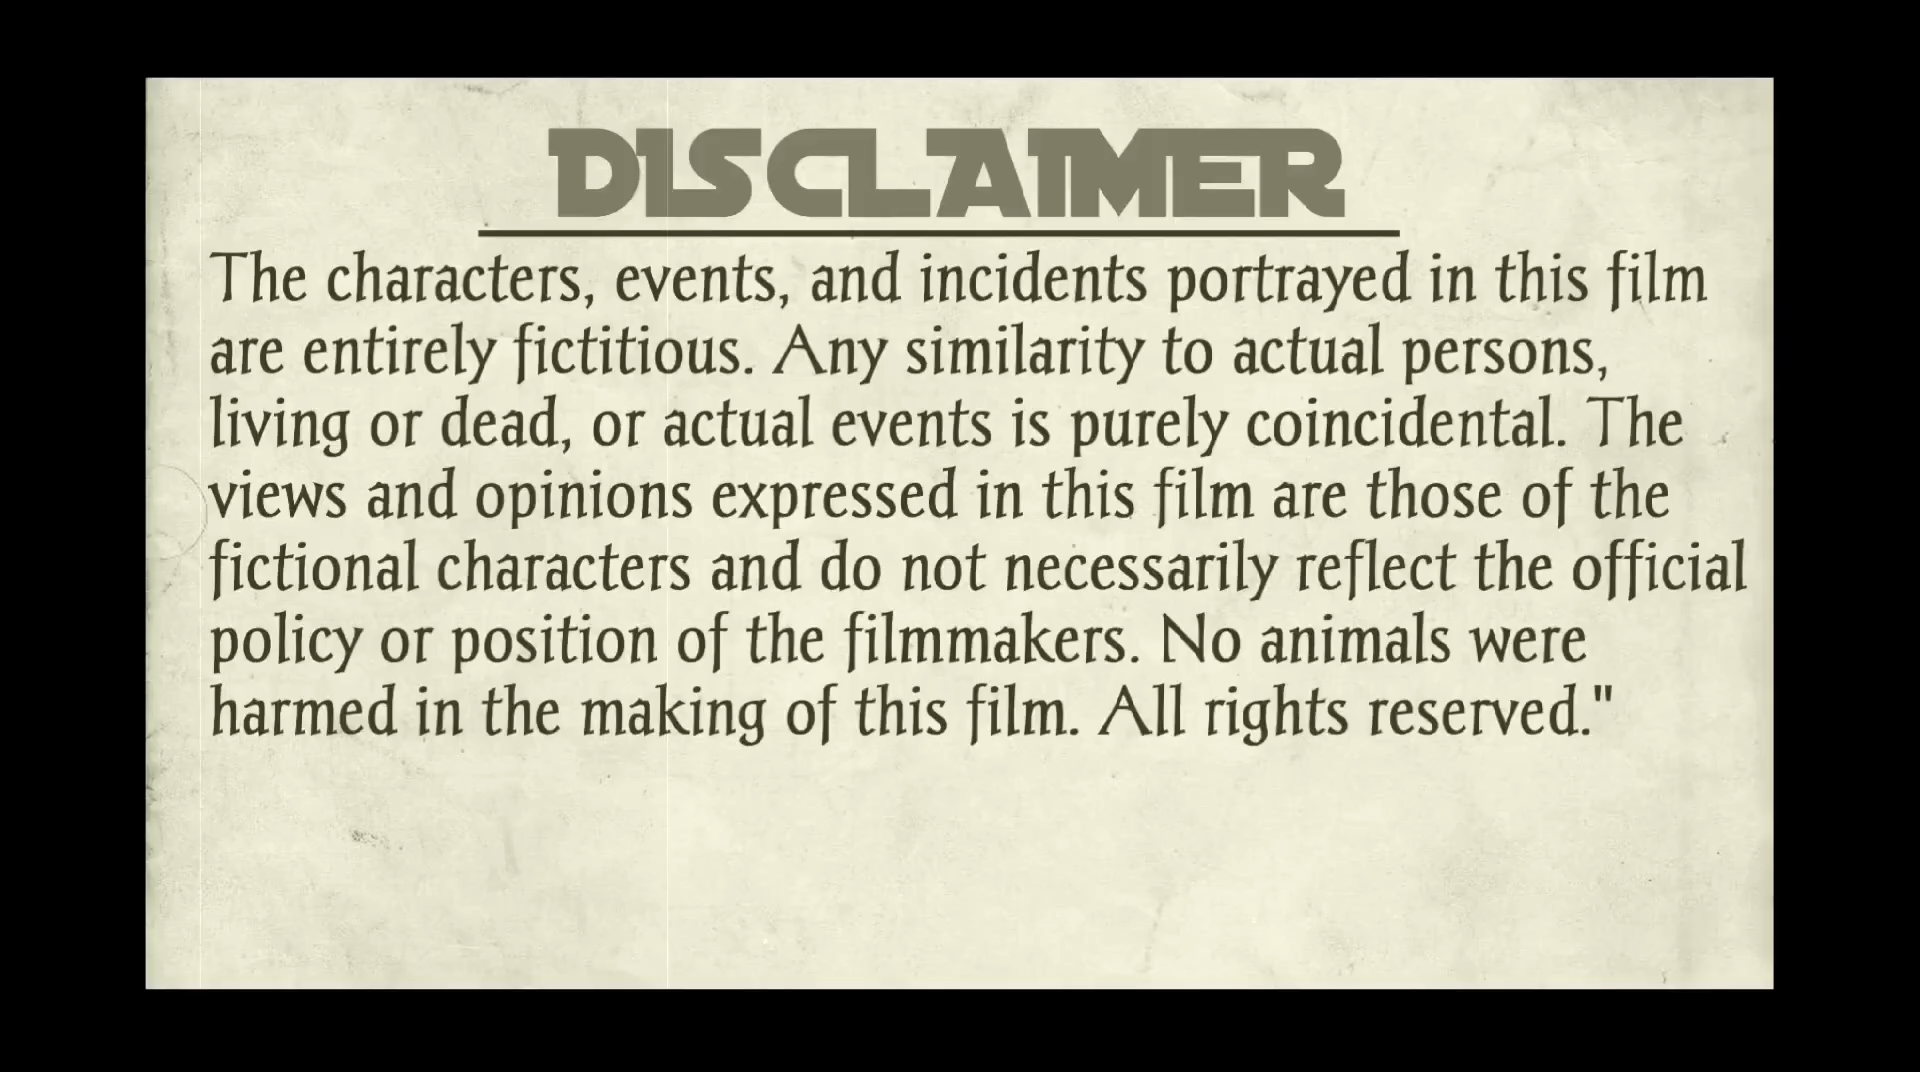 DISCLAIMER
The characters, events, and incidents portrayed in this film
are entirely fictitious. Any similarity to actual persons,
living or dead, or actual events is purely coincidental. The
views and opinions expressed in this film are those of the
fictional characters and do not necessarily reflect the official
policy or position of the filmmakers. No animals were
harmed in the making of this film. All rights reserved."